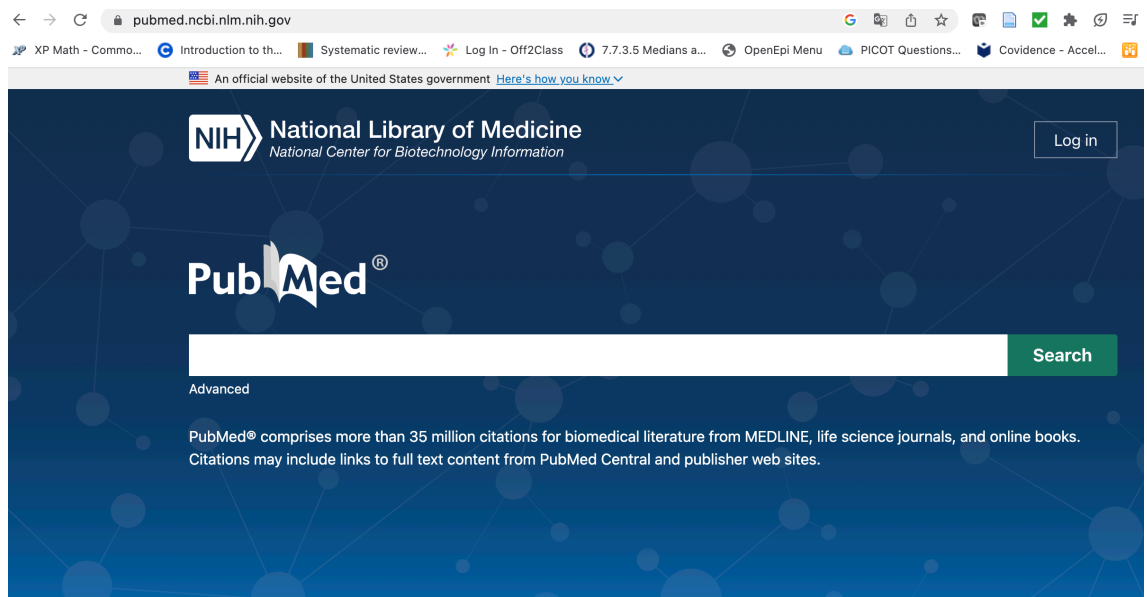 pubmed.ncbi.nlm.nih.gov
XP Math - Commo... Introduction to th... Systematic review... Log In - Off2Class 7.7.3.5 Medians a... OpenEpi Menu PICOT Questions... Covidence - Accel...
An official website of the United States government Here's how you know
NIH National Library of Medicine
National Center for Biotechnology Information
Log in
PubMed®
Search
Advanced
PubMed® comprises more than 35 million citations for biomedical literature from MEDLINE, life science journals, and online books.
Citations may include links to full text content from PubMed Central and publisher web sites.